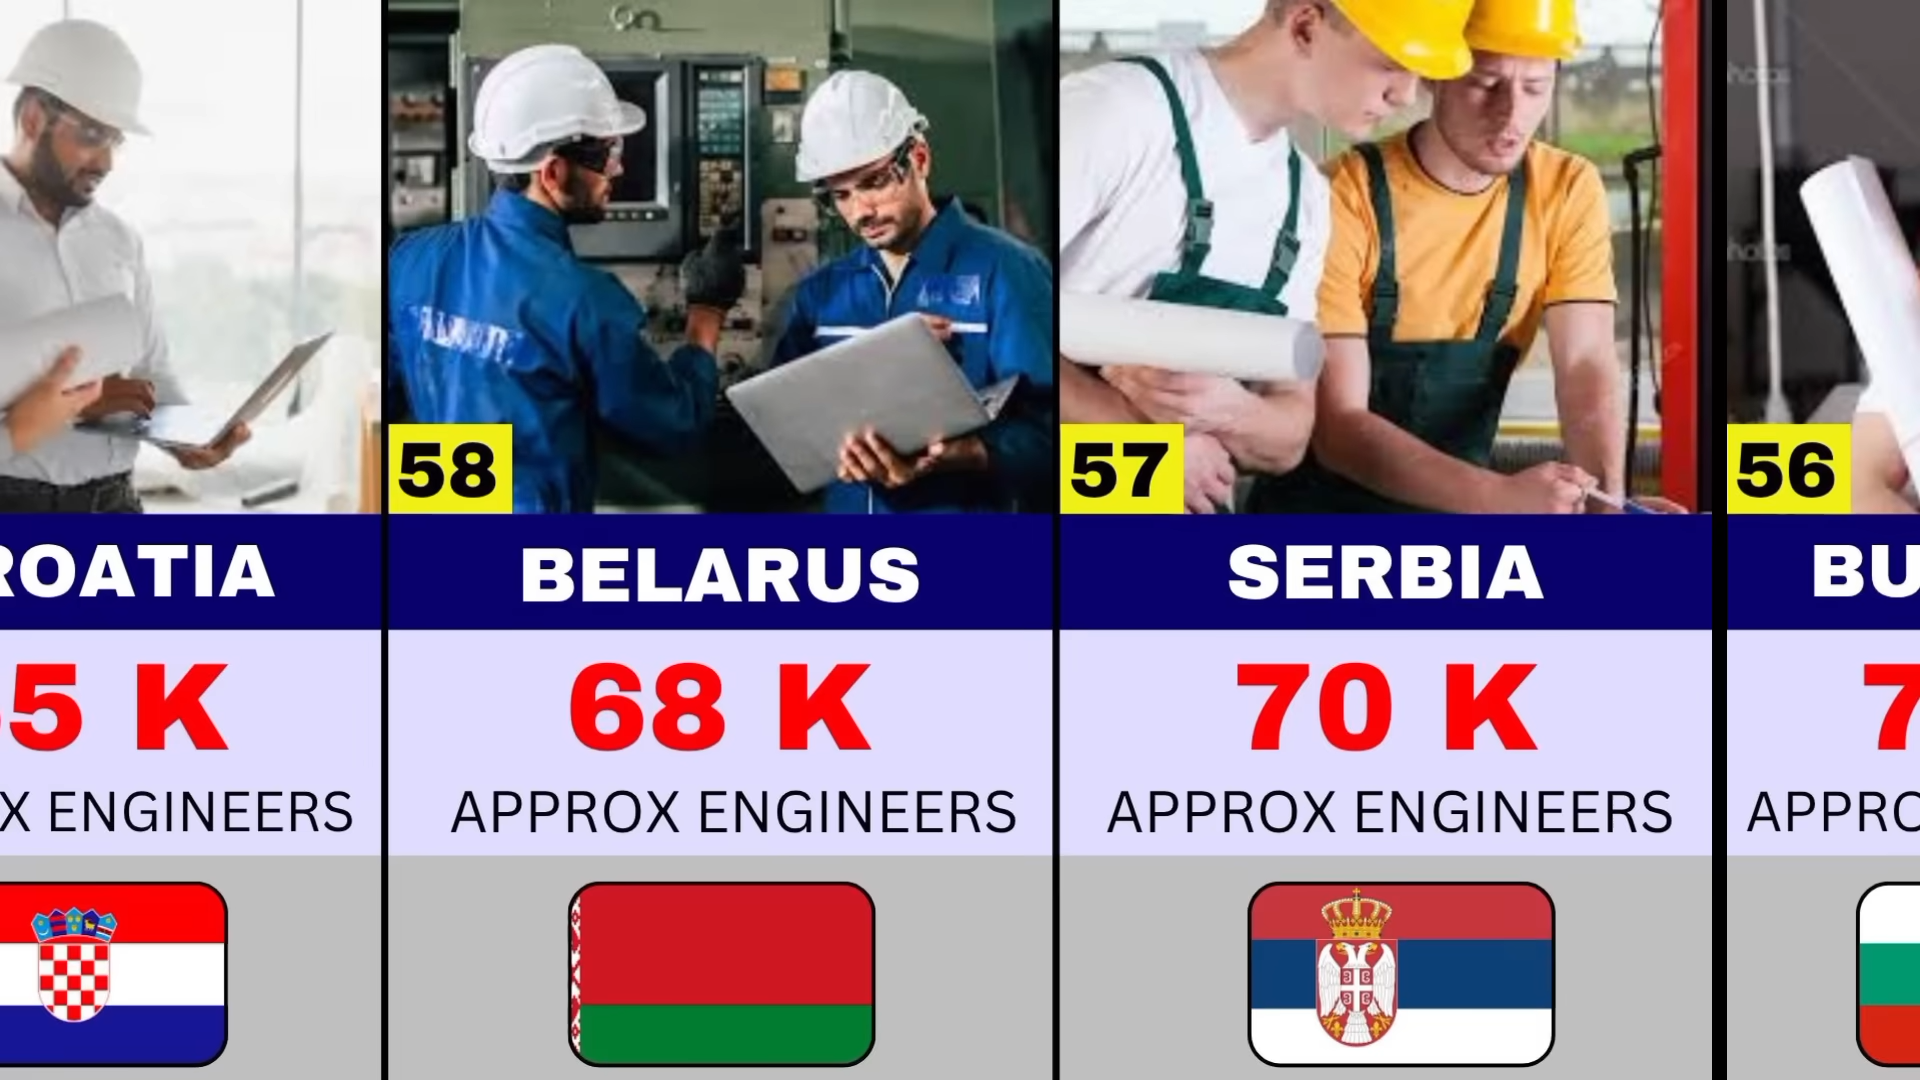 58
57
56
ROATIA
BELARUS
SERBIA
BU
5 K
68 K
70 K
7
X ENGINEERS
APPROX ENGINEERS
APPROX ENGINEERS
APPRO